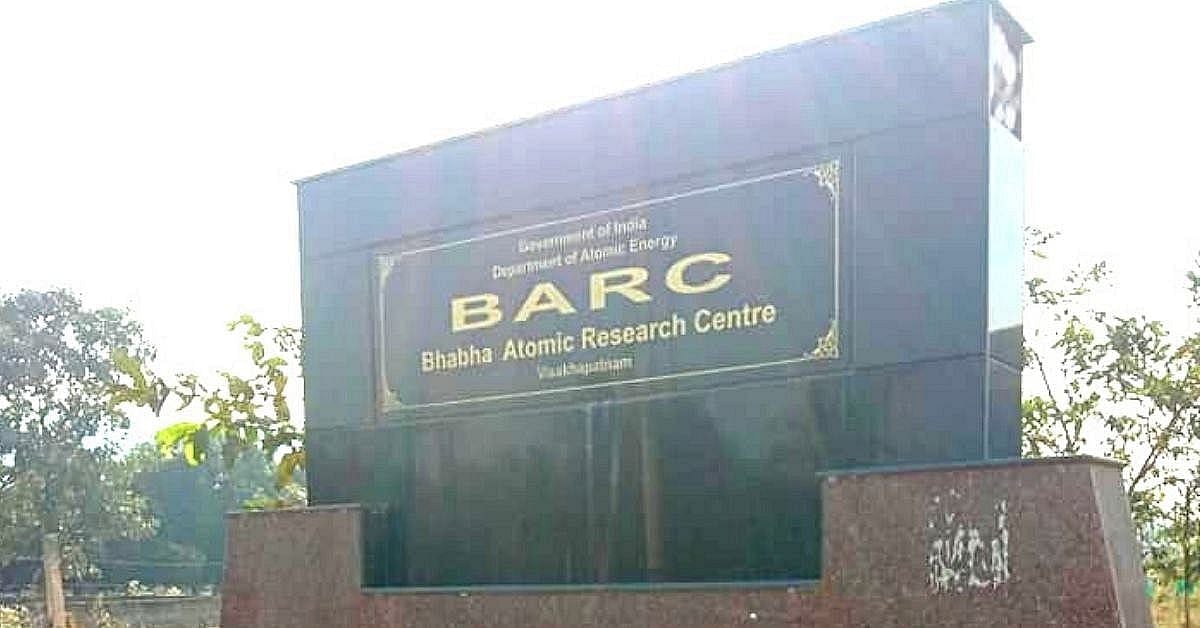 Government of India
Department of Atomic Energy
BARC
Bhabha Atomic Research Centre
Visakhapatnam